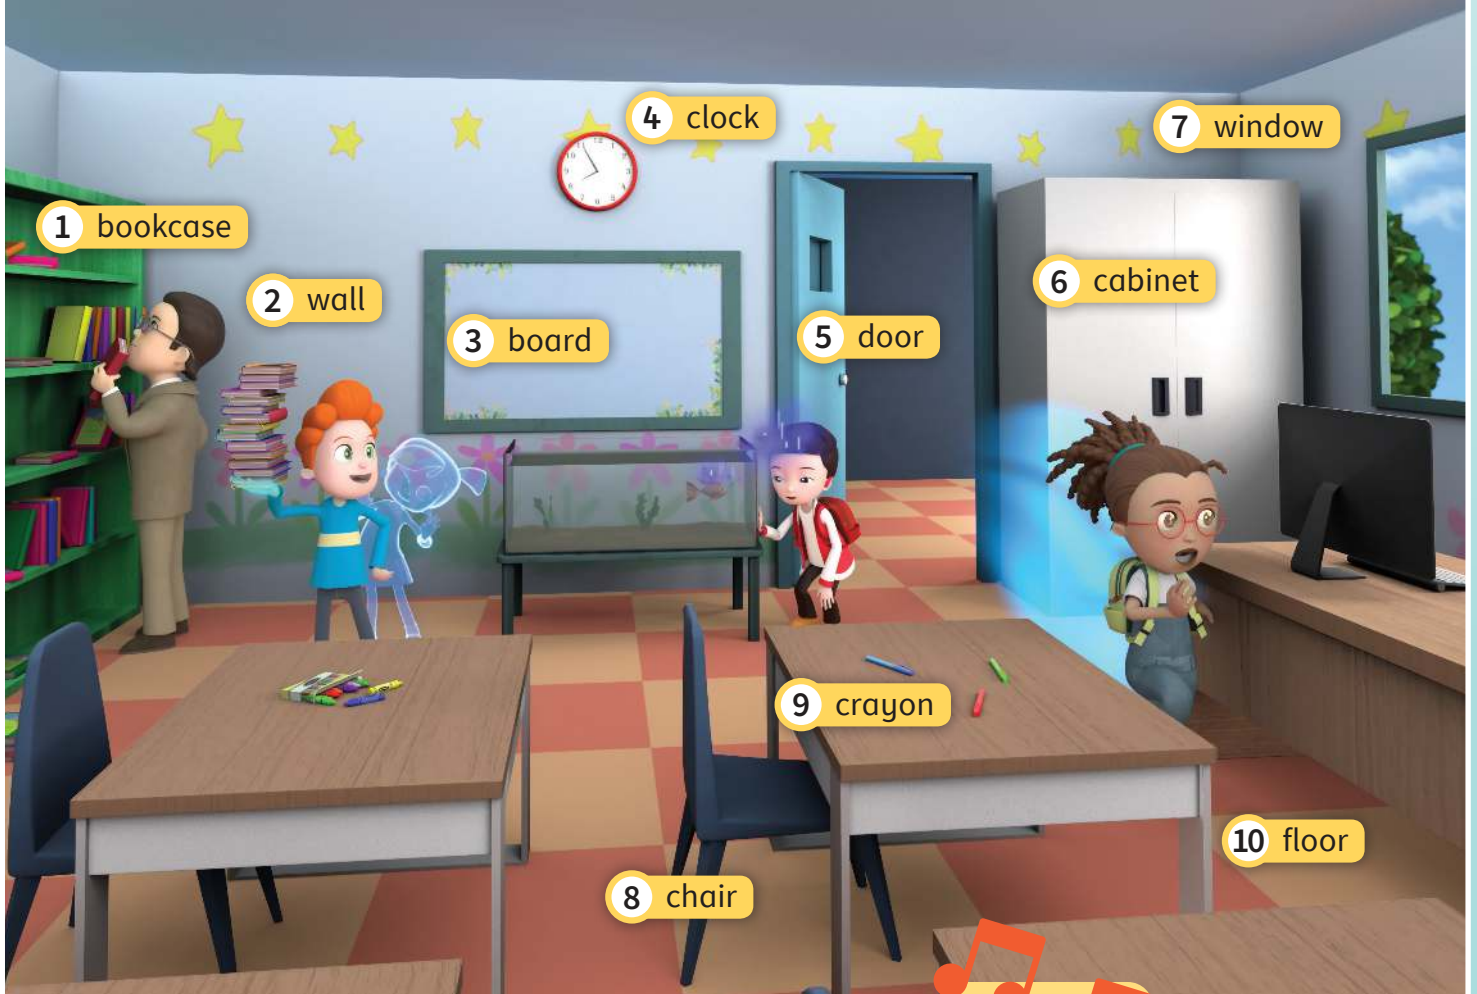 1 bookcase
2 wall
3 board
4 clock
5 door
6 cabinet
7 window
8 chair
9 crayon
10 floor